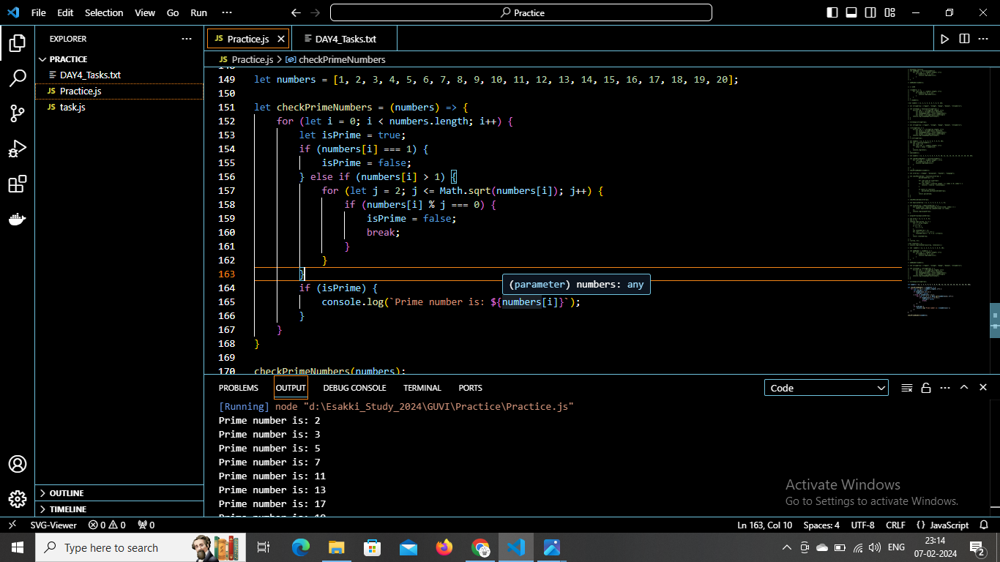 File Edit Selection View Go Run ··· Practice
EXPLORER ···
PRACTICE
DAY4_Tasks.txt
JS Practice.js
JS task.js
OUTLINE
TIMELINE
JS Practice.js DAY4_Tasks.txt
JS Practice.js > checkPrimeNumbers
149 let numbers = [1, 2, 3, 4, 5, 6, 7, 8, 9, 10, 11, 12, 13, 14, 15, 16, 17, 18, 19, 20];
150
151 let checkPrimeNumbers = (numbers) => {
152 for (let i = 0; i < numbers.length; i++) {
153 let isPrime = true;
154 if (numbers[i] === 1) {
155 isPrime = false;
156 } else if (numbers[i] > 1) {
157 for (let j = 2; j <= Math.sqrt(numbers[i]); j++) {
158 if (numbers[i] % j === 0) {
159 isPrime = false;
160 break;
161 }
162 }
163 }
(parameter) numbers: any
164 if (isPrime) {
165 console.log(`Prime number is: ${numbers[i]}`);
166 }
167 }
168 }
169
170 checkPrimeNumbers(numbers);
PROBLEMS OUTPUT DEBUG CONSOLE TERMINAL PORTS Code
[Running] node "d:\Esakki_Study_2024\GUVI\Practice\Practice.js"
Prime number is: 2
Prime number is: 3
Prime number is: 5
Prime number is: 7
Prime number is: 11
Prime number is: 13
Prime number is: 17
Prime number is: 19
Activate Windows
Go to Settings to activate Windows.
SVG-Viewer 0 0 0 Ln 163, Col 10 Spaces: 4 UTF-8 CRLF {} JavaScript
Type here to search ENG 23:14
07-02-2024 2